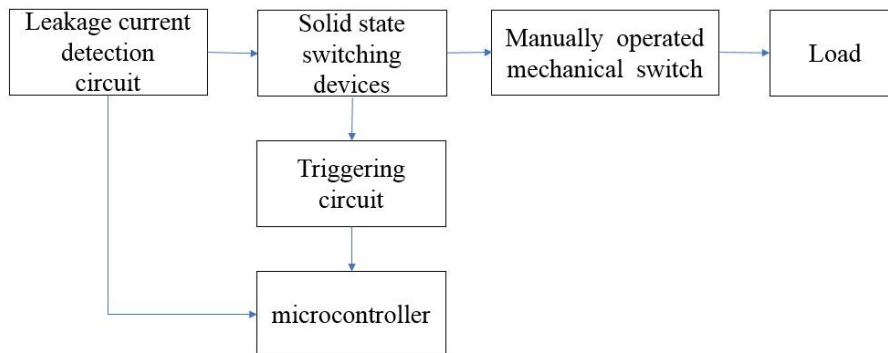 Leakage current
detection
circuit
Solid state
switching
devices
Manually operated
mechanical switch
Load
Triggering
circuit
microcontroller